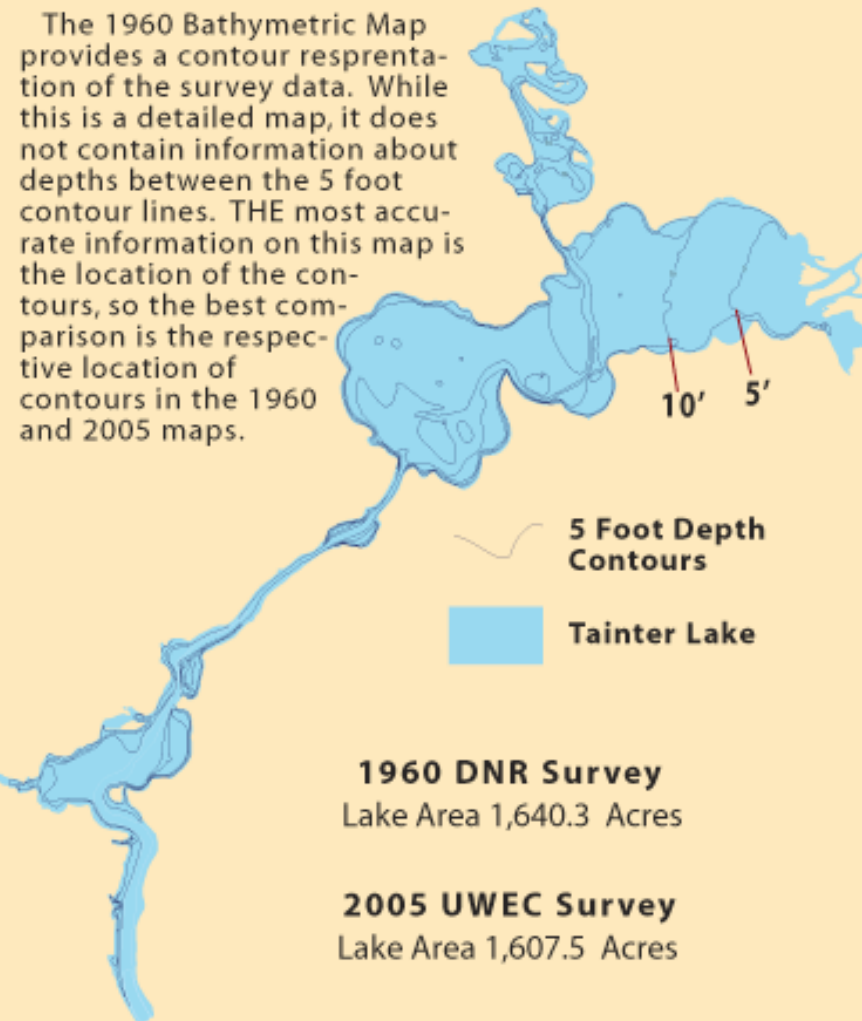 The 1960 Bathymetric Map
provides a contour resprenta-
tion of the survey data. While
this is a detailed map, it does
not contain information about
depths between the 5 foot
contour lines. THE most accu-
rate information on this map is
the location of the con-
tours, so the best com-
parison is the respec-
tive location of
contours in the 1960
and 2005 maps.
10'
5'
5 Foot Depth
Contours
Tainter Lake
1960 DNR Survey
Lake Area 1,640.3 Acres
2005 UWEC Survey
Lake Area 1,607.5 Acres